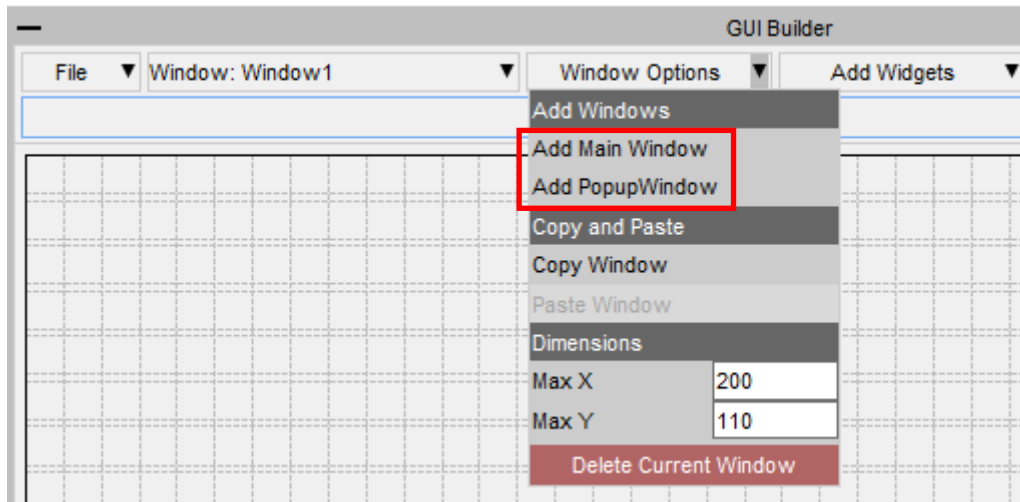 GUI Builder
File ▼ Window: Window1 ▼ Window Options ▼ Add Widgets ▼
Add Windows
Add Main Window
Add PopupWindow
Copy and Paste
Copy Window
Paste Window
Dimensions
Max X 200
Max Y 110
Delete Current Window